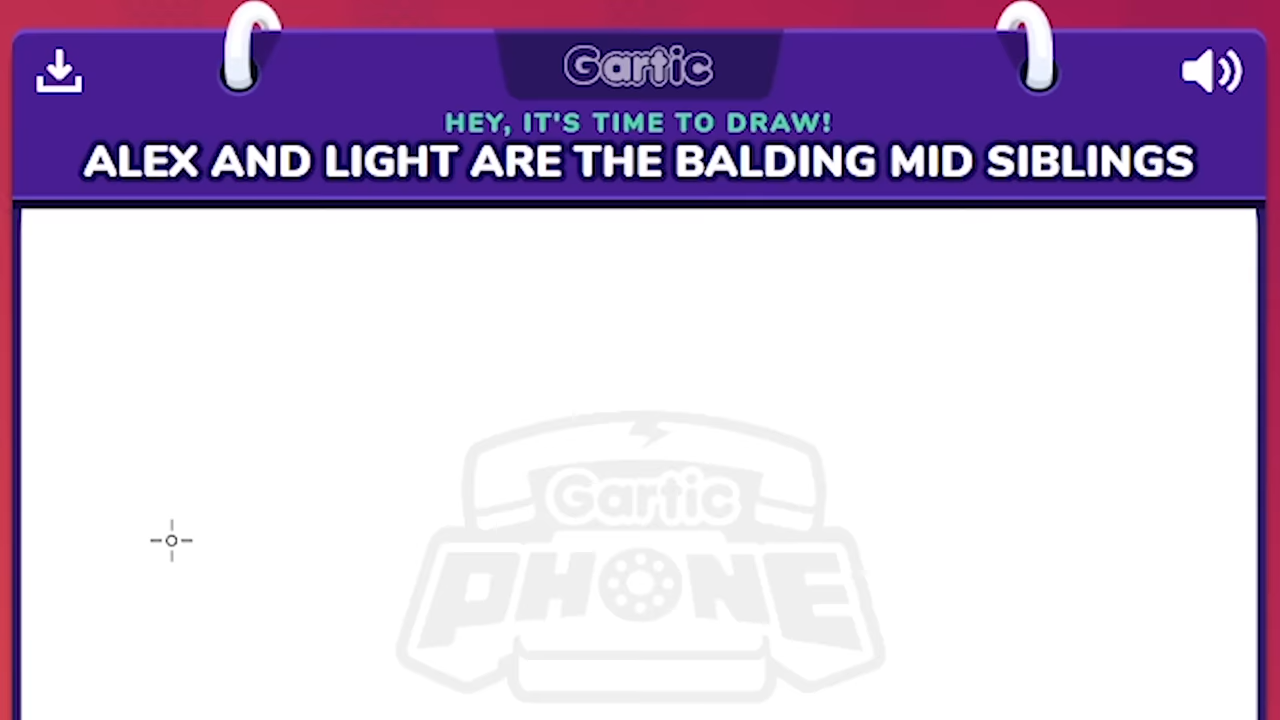 Gartic
HEY, IT'S TIME TO DRAW!
ALEX AND LIGHT ARE THE BALDING MID SIBLINGS
Gartic
PHONE